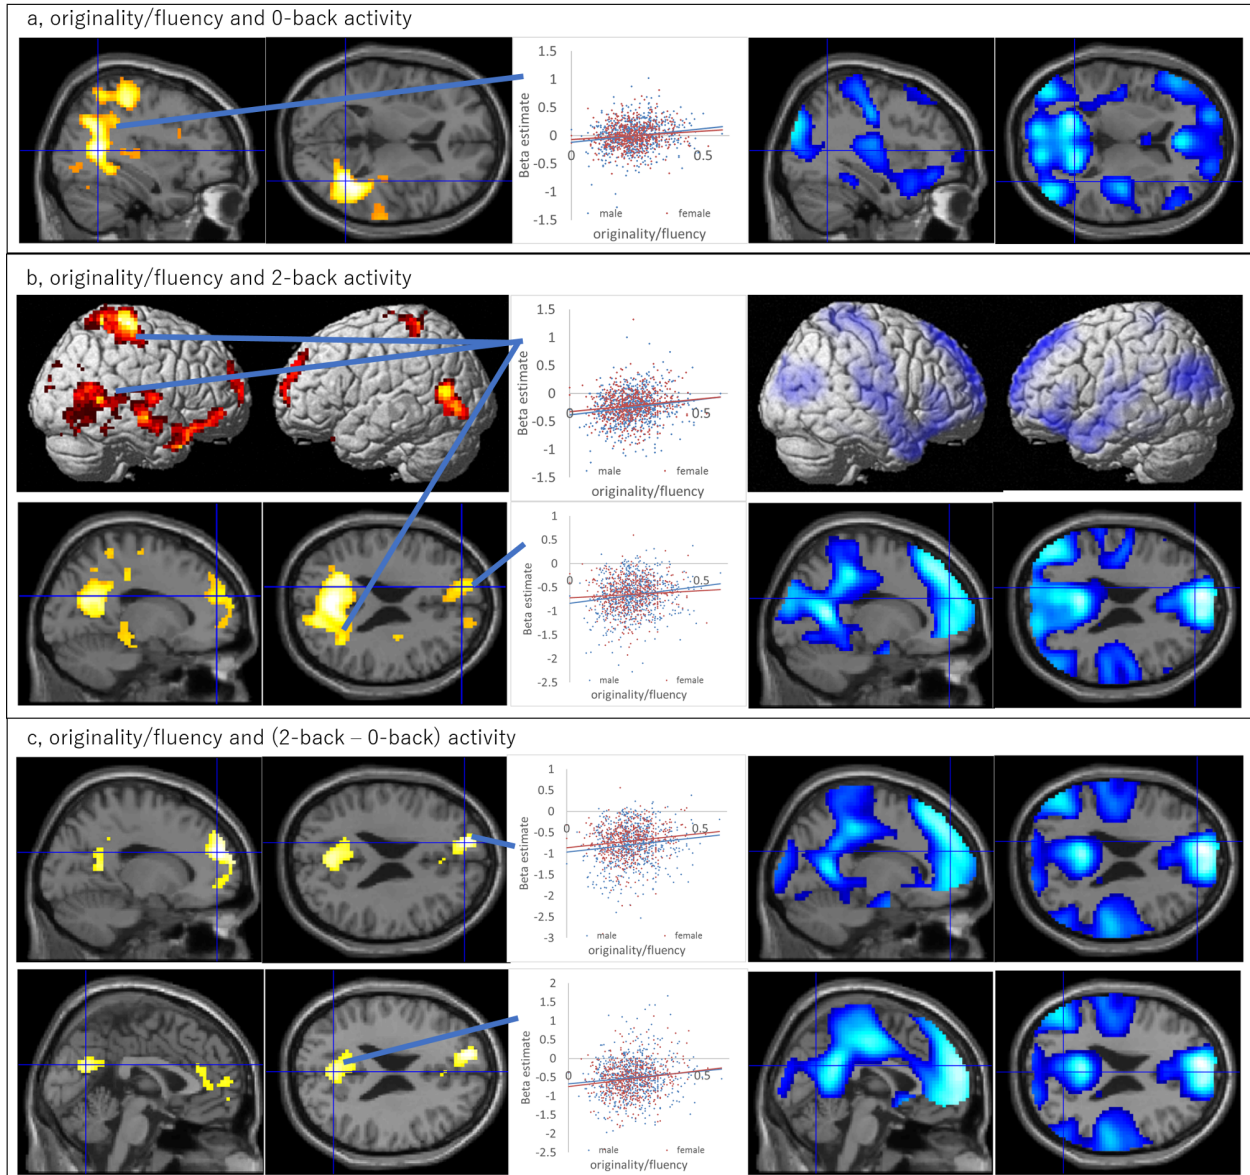 a, originality/fluency and 0-back activity
1.5
1
0.5
0
-0.5
-1
-1.5
0
0.5
Beta estimate
male
female
originality/fluency
b, originality/fluency and 2-back activity
1.5
1
0.5
0
-0.5
-1
-1.5
0
0.5
Beta estimate
male
female
originality/fluency
1
0.5
0
-0.5
-1
-1.5
-2
-2.5
0
0.5
Beta estimate
male
female
originality/fluency
c, originality/fluency and (2-back – 0-back) activity
1
0.5
0
-0.5
-1
-1.5
-2
-2.5
-3
0
0.5
Beta estimate
male
female
originality/fluency
2
1.5
1
0.5
0
-0.5
-1
-1.5
-2
-2.5
0
0.5
Beta estimate
male
female
originality/fluency